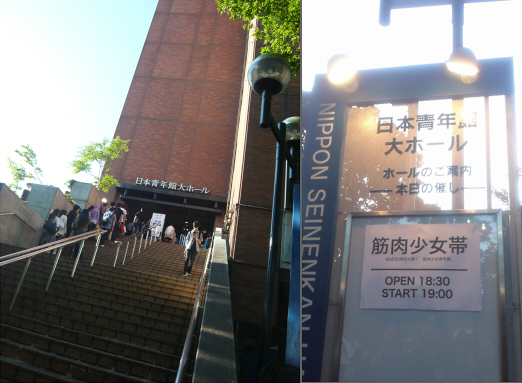 日本青年館大ホール
NIPPON SEINENKAN
日本青年館
大ホール
ホールのご案内
本日の催し
筋肉少女帯
OPEN 18:30
START 19:00